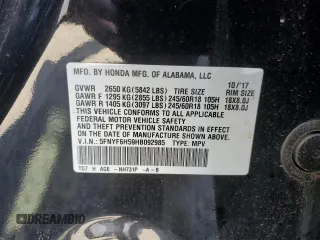 MFD. BY HONDA MFG. OF ALABAMA, LLC 10/17
GVWR 2650 KG(5842 LBS) TIRE SIZE RIM SIZE
GAWR F 1295 KG(2855 LBS) 245/60R18 105H 18X8.0J
GAWR R 1405 KG(3097 LBS) 245/60R18 105H 18X8.0J
THIS VEHICLE CONFORMS TO ALL APPLICABLE
FEDERAL MOTOR VEHICLE SAFETY AND
THEFT PREVENTION STANDARDS IN EFFECT
ON THE DATE OF MANUFACTURE SHOWN ABOVE.
V.I.N.: 5FNYF6H59HB092985 TYPE: MPV
TG7 H AG6 -NH731P -A -B
DREAMBID